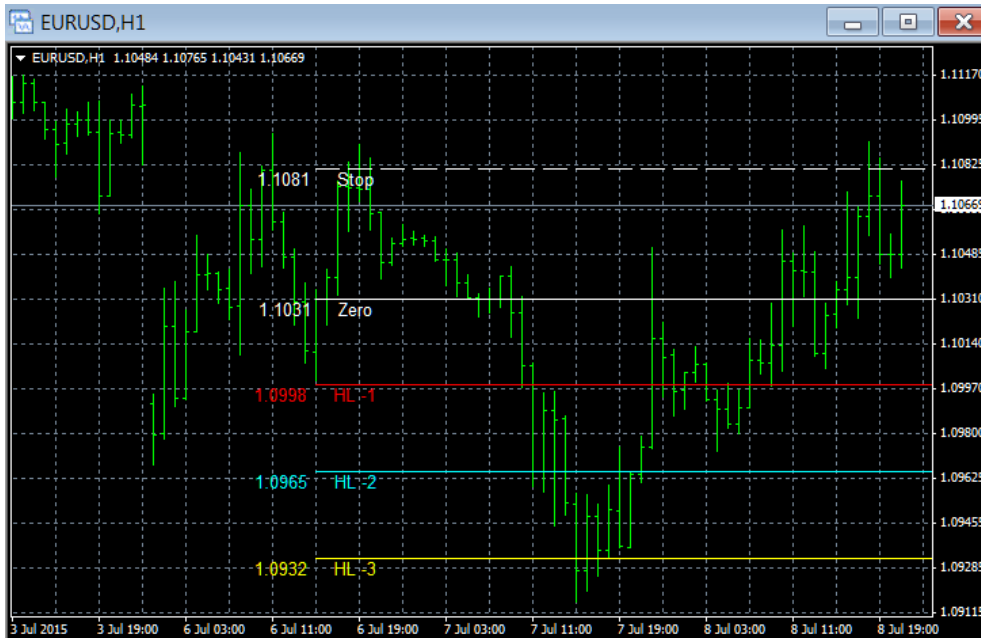 EURUSD,H1
EURUSD,H1 1.10484 1.10765 1.10431 1.10669
1.11170
1.10995
1.10825
1.1081 Stop
1.10669
1.10485
1.1031 Zero
1.10310
1.10140
1.0998 HL -1
1.09970
1.09800
1.0965 HL -2
1.09625
1.09455
1.0932 HL -3
1.09285
1.09115
3 Jul 2015 3 Jul 19:00 6 Jul 03:00 6 Jul 11:00 6 Jul 19:00 7 Jul 03:00 7 Jul 11:00 7 Jul 19:00 8 Jul 03:00 8 Jul 11:00 8 Jul 19:00